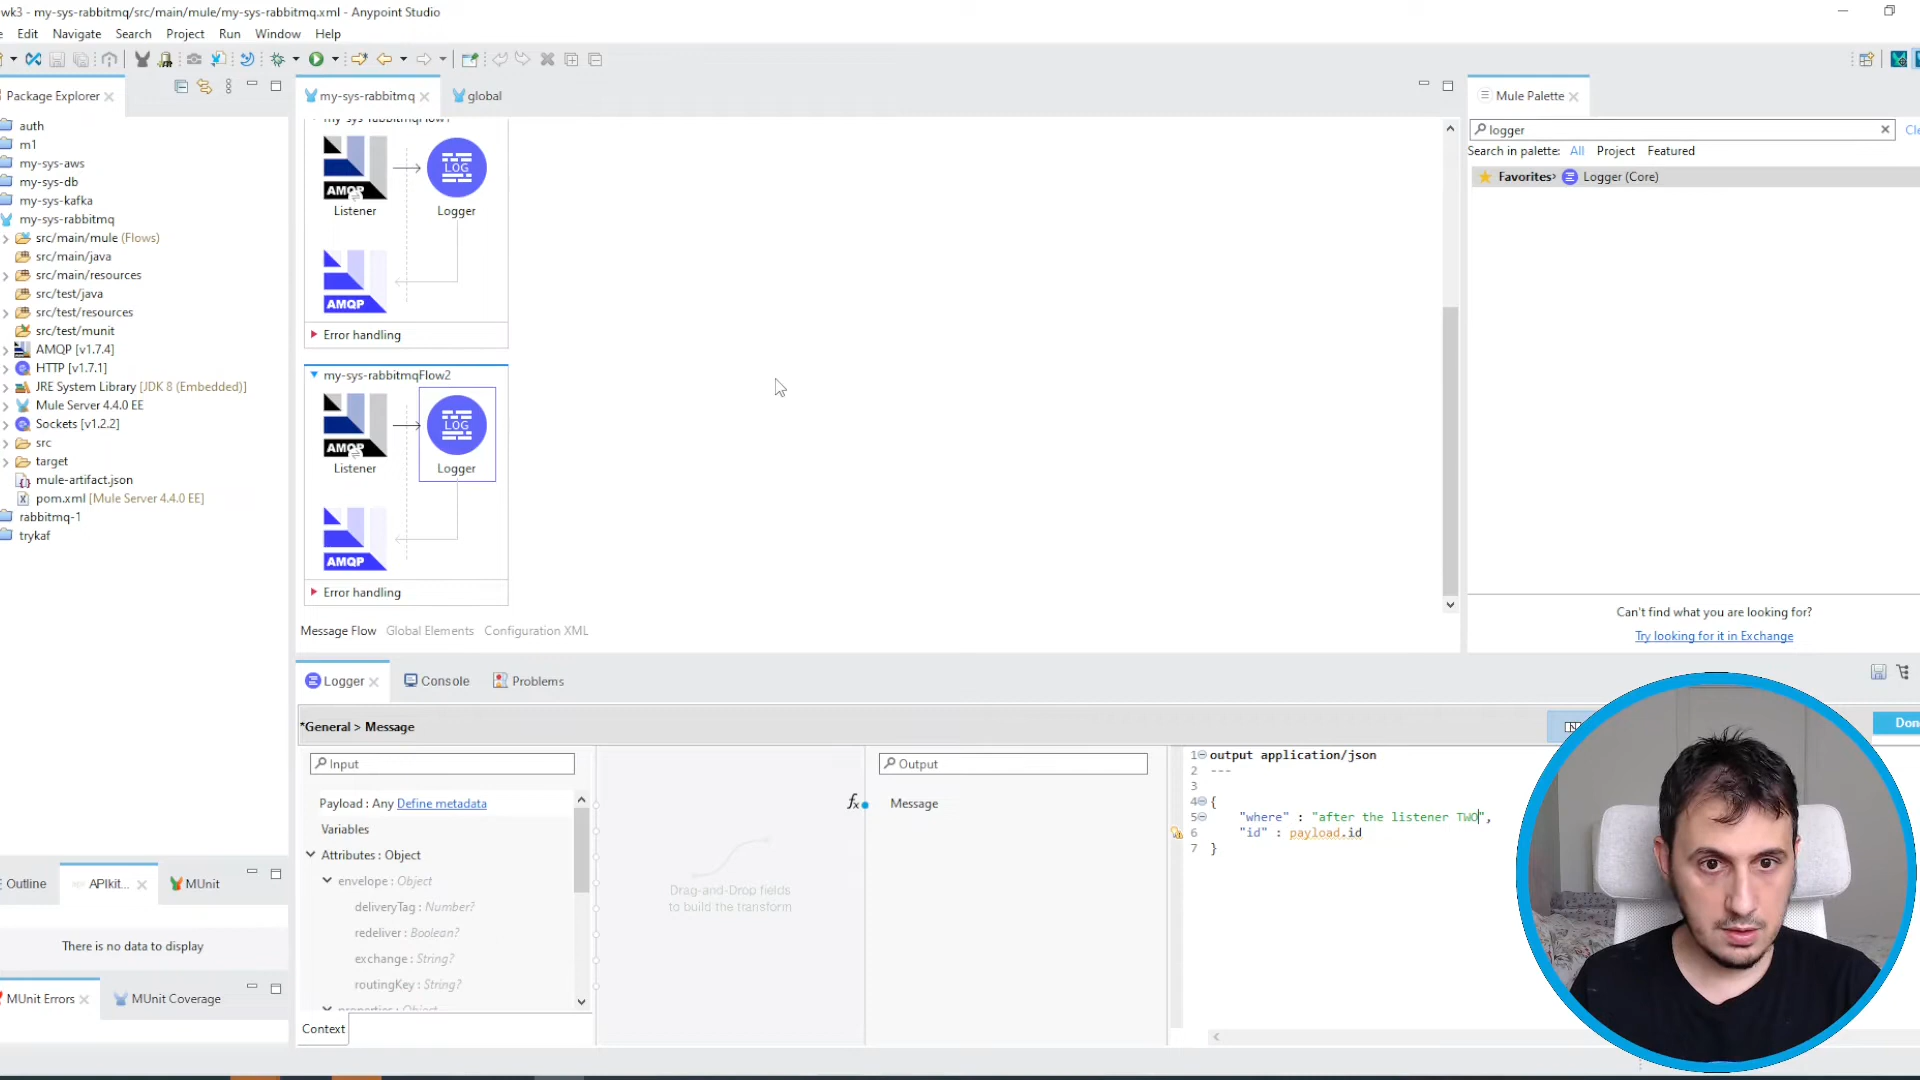 wk3 - my-sys-rabbitmq/src/main/mule/my-sys-rabbitmq.xml - Anypoint Studio
Edit Navigate Search Project Run Window Help
Package Explorer
my-sys-rabbitmq
global
Mule Palette
auth
m1
my-sys-aws
my-sys-db
my-sys-kafka
my-sys-rabbitmq
src/main/mule (Flows)
src/main/java
src/main/resources
src/test/java
src/test/resources
src/test/munit
AMQP [v1.7.4]
HTTP [v1.7.1]
JRE System Library [JDK 8 (Embedded)]
Mule Server 4.4.0 EE
Sockets [v1.2.2]
src
target
mule-artifact.json
pom.xml [Mule Server 4.4.0 EE]
rabbitmq-1
trykaf
my-sys-rabbitmqFlow1
AMQP
LOG
Listener
Logger
AMQP
Error handling
my-sys-rabbitmqFlow2
AMQP
LOG
Listener
Logger
AMQP
Error handling
Message Flow Global Elements Configuration XML
logger
Search in palette: All Project Featured
Favorites> Logger (Core)
Can't find what you are looking for?
Try looking for it in Exchange
Logger Console Problems
*General > Message
Input
Payload : Any Define metadata
Variables
Attributes : Object
envelope : Object
deliveryTag : Number?
redeliver : Boolean?
exchange : String?
routingKey : String?
properties : Object
Context
Drag-and-Drop fields
to build the transform
fx
Output
Message
1 output application/json
2 ---
3
4 {
5 "where" : "after the listener TWO",
6 "id" : payload.id
7 }
Outline APIkit... MUnit
There is no data to display
MUnit Errors MUnit Coverage